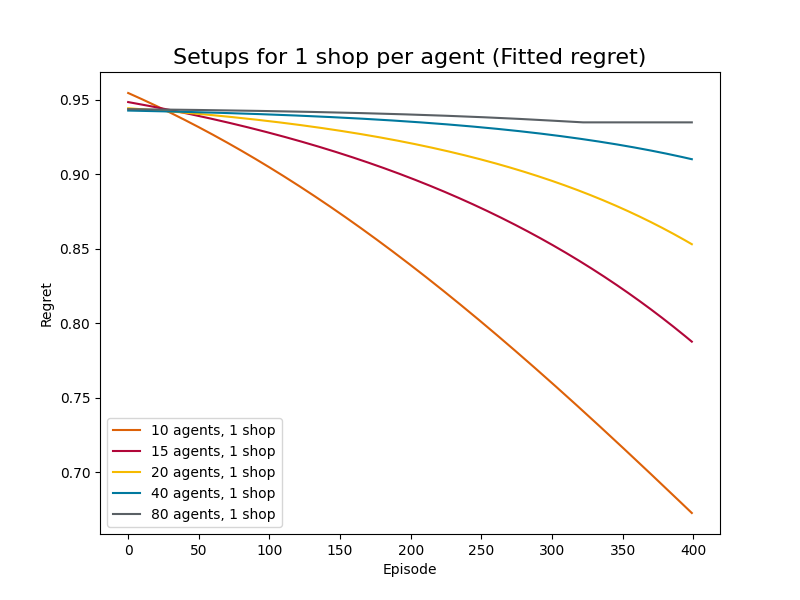 Setups for 1 shop per agent (Fitted regret)
Regret
0.95
0.90
0.85
0.80
0.75
0.70
10 agents, 1 shop
15 agents, 1 shop
20 agents, 1 shop
40 agents, 1 shop
80 agents, 1 shop
0 50 100 150 200 250 300 350 400
Episode